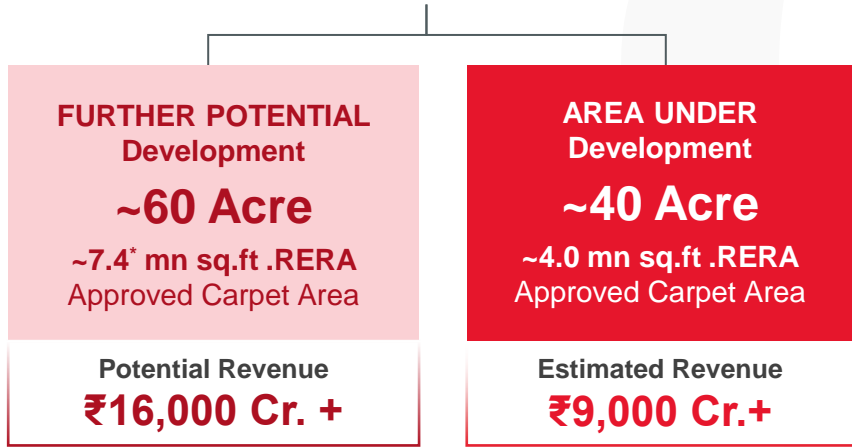 FURTHER POTENTIAL
Development
~60 Acre
~7.4* mn sq.ft .RERA
Approved Carpet Area
Potential Revenue
₹16,000 Cr. +
AREA UNDER
Development
~40 Acre
~4.0 mn sq.ft .RERA
Approved Carpet Area
Estimated Revenue
₹9,000 Cr.+